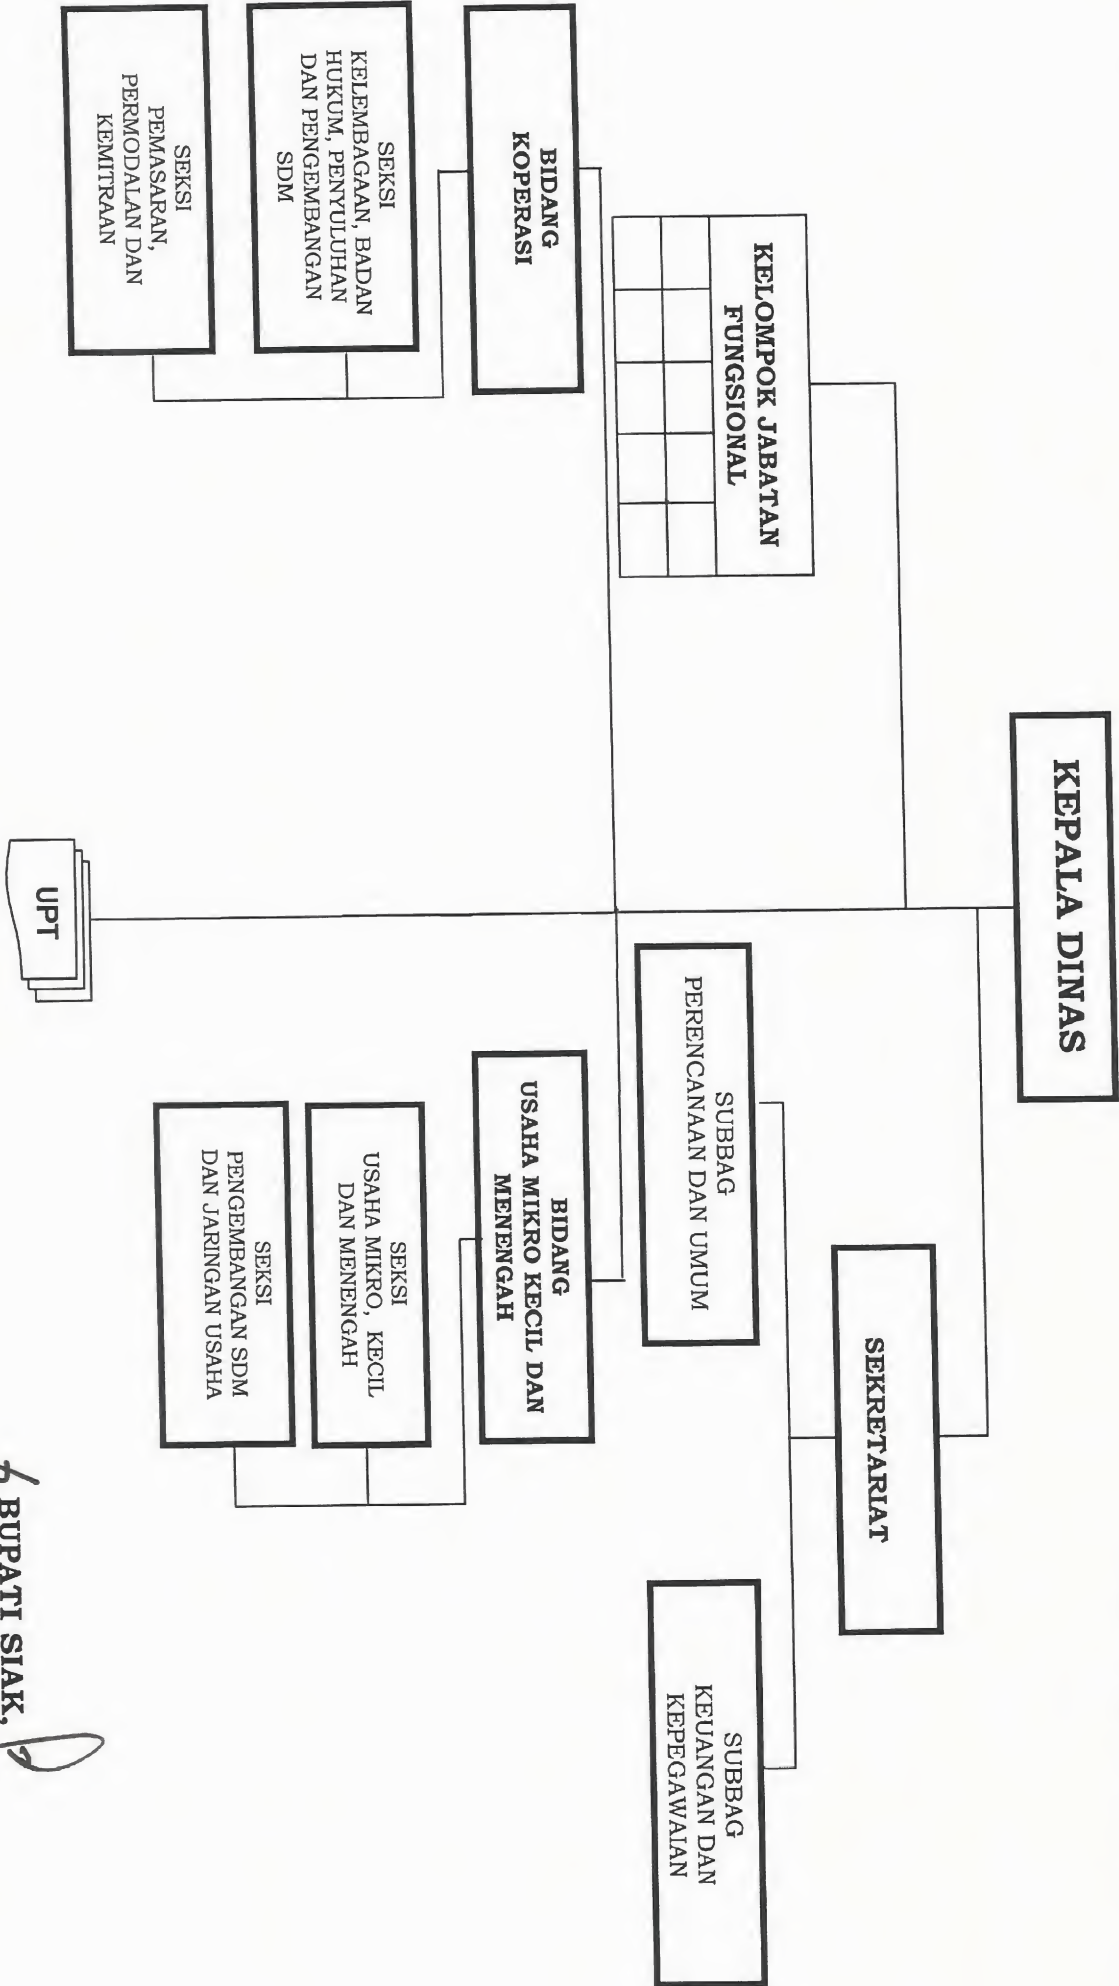 KEPALA DINAS
SEKRETARIAT
KELOMPOK JABATAN
FUNGSIONAL
SUBBAG
PERENCANAAN DAN UMUM
SUBBAG
KEUANGAN DAN
KEPEGAWAIAN
BIDANG
KOPERASI
BIDANG
USAHA MIKRO KECIL DAN
MENENGAH
SEKSI
KELEMBAGAAN, BADAN
HUKUM, PENYULUHAN
DAN PENGEMBANGAN
SDM
SEKSI
USAHA MIKRO, KECIL
DAN MENENGAH
SEKSI
PEMASARAN,
PERMODALAN DAN
KEMITRAAN
SEKSI
PENGEMBANGAN SDM
DAN JARINGAN USAHA
UPT
BUPATI SIAK,